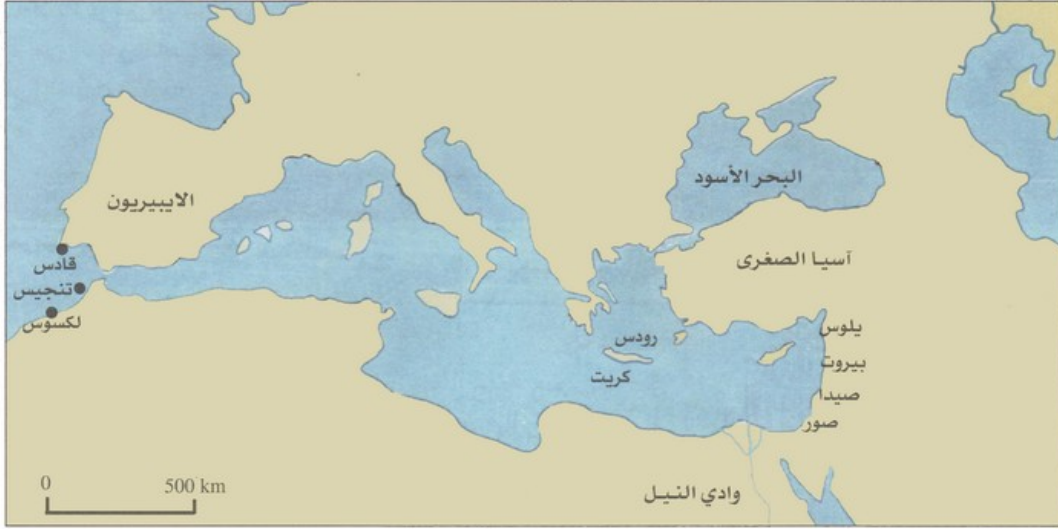 البحر الأسود
الايبيريون
قادس
آسيا الصغرى
تنجيس
لكسوس
يلوس
رودس
بيروت
كريت
صيدا
صور
وادي النيل
0 500 km